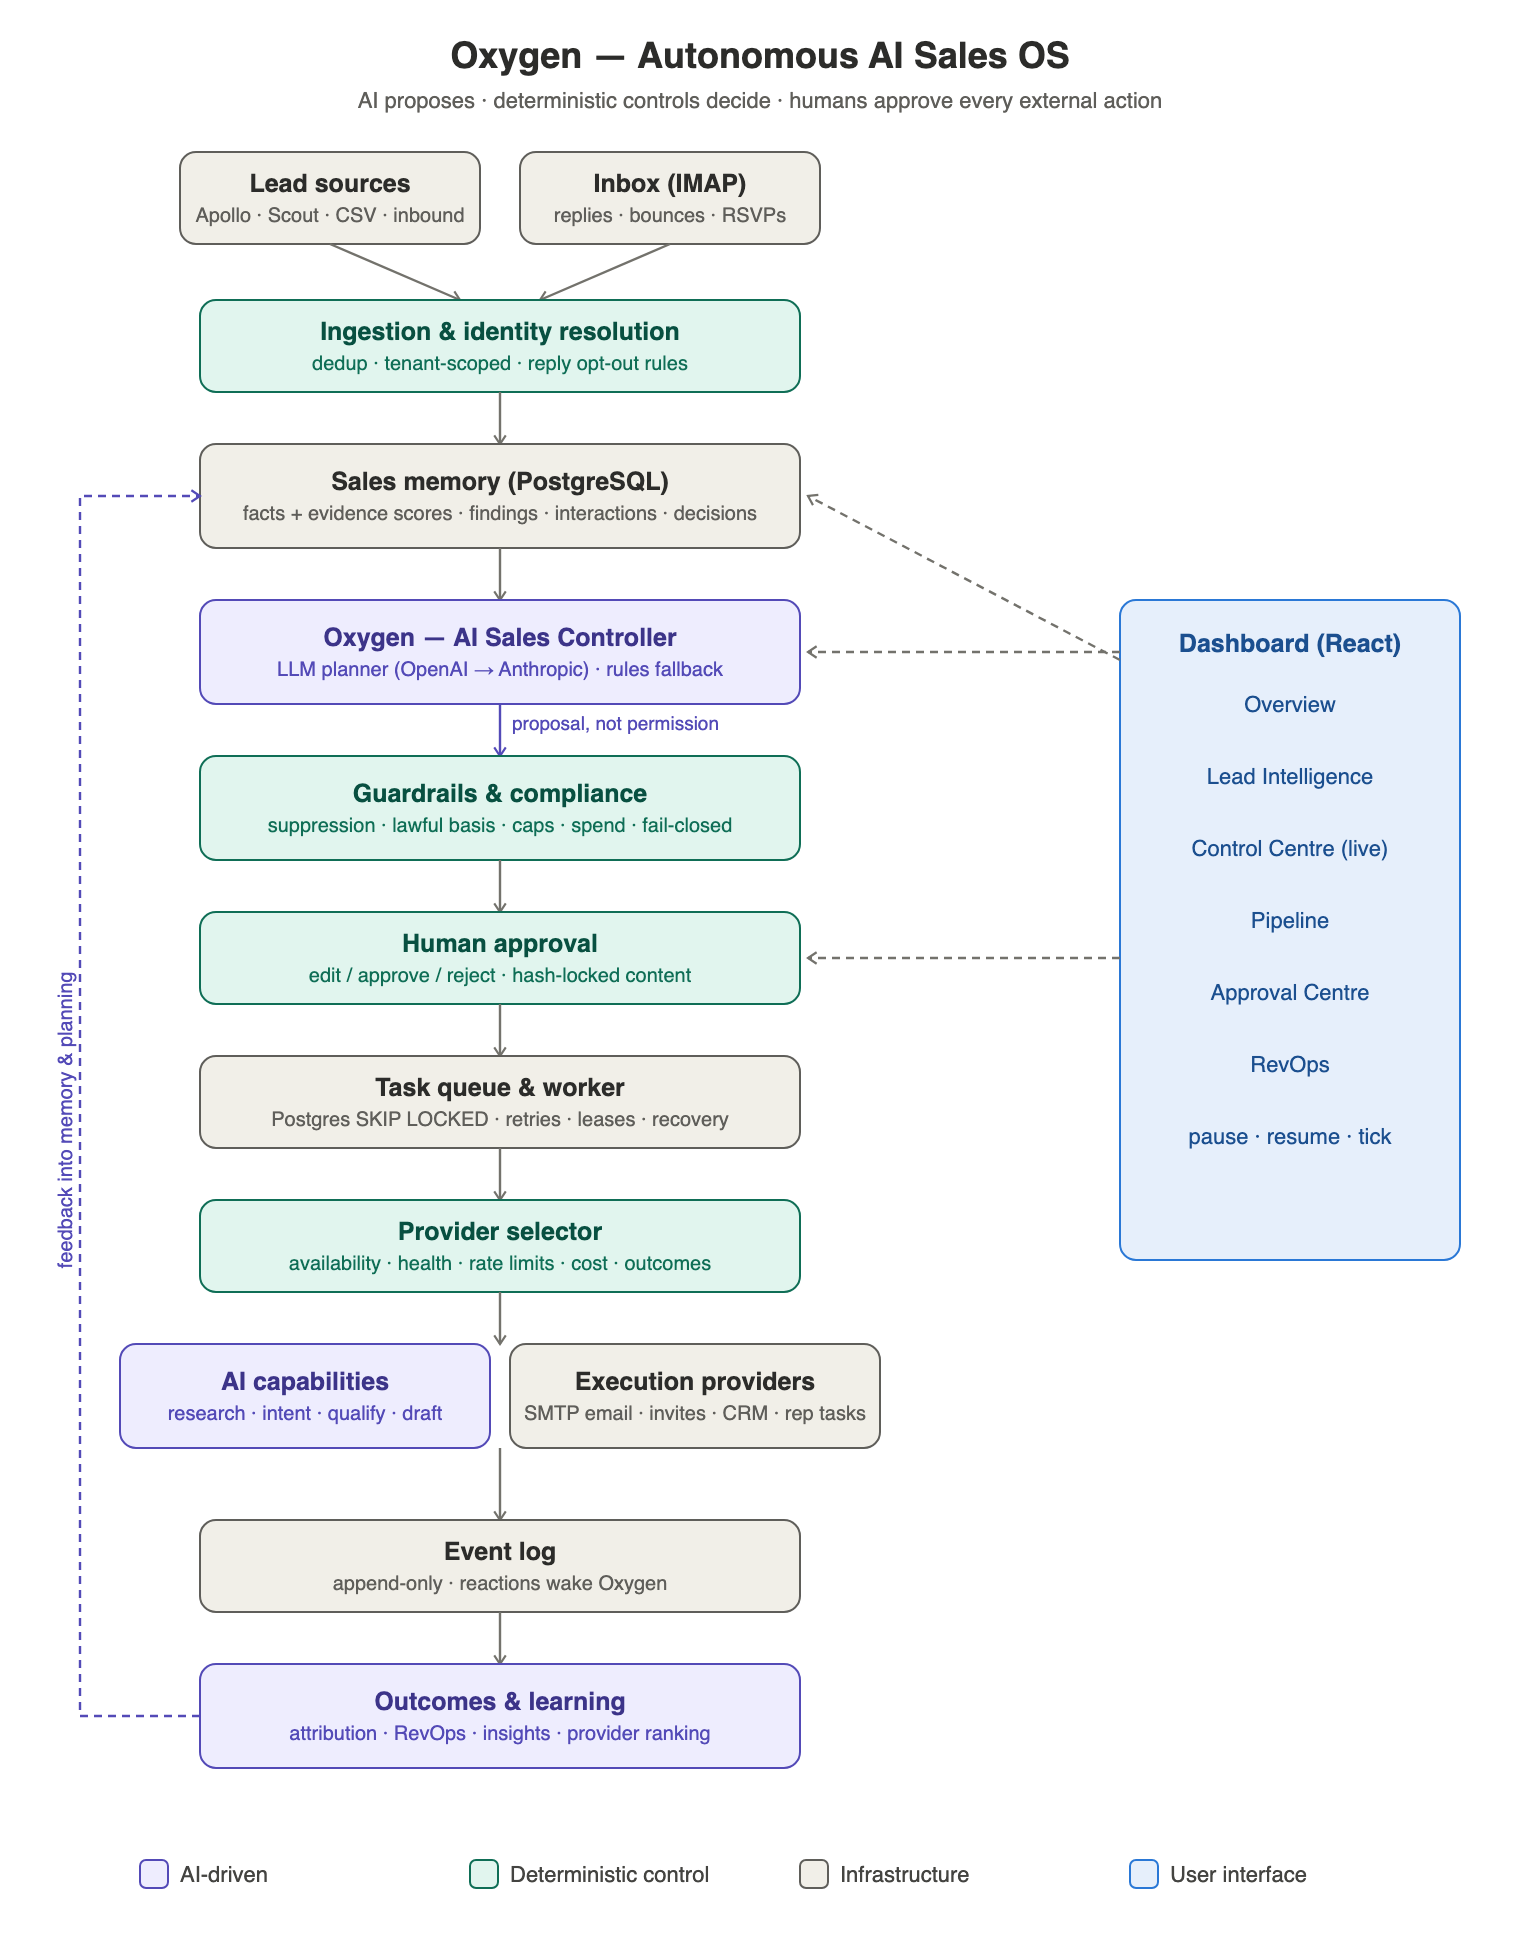 Oxygen — Autonomous AI Sales OS
AI proposes · deterministic controls decide · humans approve every external action
Lead sources
Apollo · Scout · CSV · inbound
Inbox (IMAP)
replies · bounces · RSVPs
Ingestion & identity resolution
dedup · tenant-scoped · reply opt-out rules
Sales memory (PostgreSQL)
facts + evidence scores · findings · interactions · decisions
Oxygen — AI Sales Controller
LLM planner (OpenAI → Anthropic) · rules fallback
proposal, not permission
Guardrails & compliance
suppression · lawful basis · caps · spend · fail-closed
Human approval
edit / approve / reject · hash-locked content
Task queue & worker
Postgres SKIP LOCKED · retries · leases · recovery
Provider selector
availability · health · rate limits · cost · outcomes
AI capabilities
research · intent · qualify · draft
Execution providers
SMTP email · invites · CRM · rep tasks
Event log
append-only · reactions wake Oxygen
Outcomes & learning
attribution · RevOps · insights · provider ranking
feedback into memory & planning
Dashboard (React)
Overview
Lead Intelligence
Control Centre (live)
Pipeline
Approval Centre
RevOps
pause · resume · tick
AI-driven
Deterministic control
Infrastructure
User interface